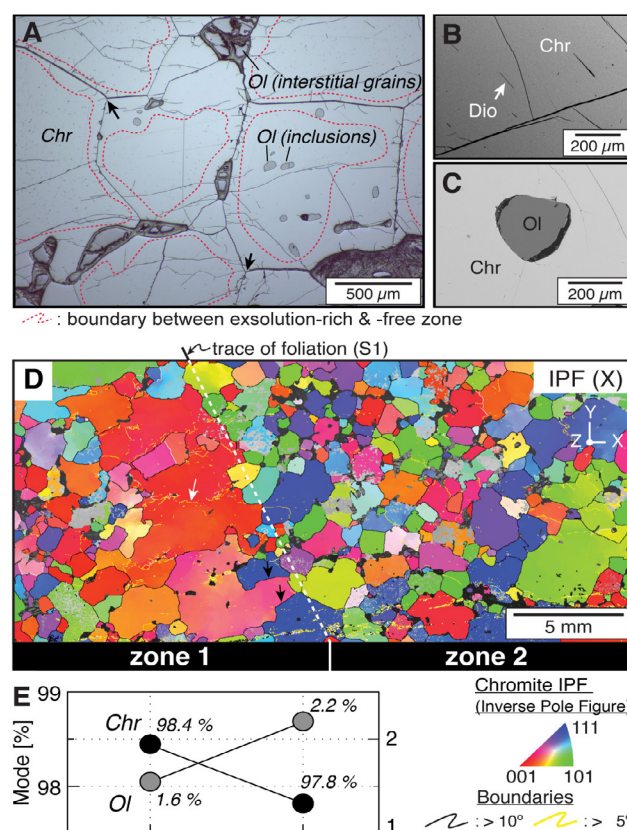 A
Ol (interstitial grains)
Chr
Ol (inclusions)
500 µm
B
Chr
Dio
200 µm
C
Ol
Chr
200 µm
: boundary between exsolution-rich & -free zone
trace of foliation (S1)
D
IPF (X)
Y
Z
X
5 mm
zone 1
zone 2
E
99
98
Mode [%]
Chr
98.4 %
2.2 %
2
Ol
1.6 %
97.8 %
1
Chromite IPF
(Inverse Pole Figure)
111
001
101
Boundaries
: > 10°
: > 5°